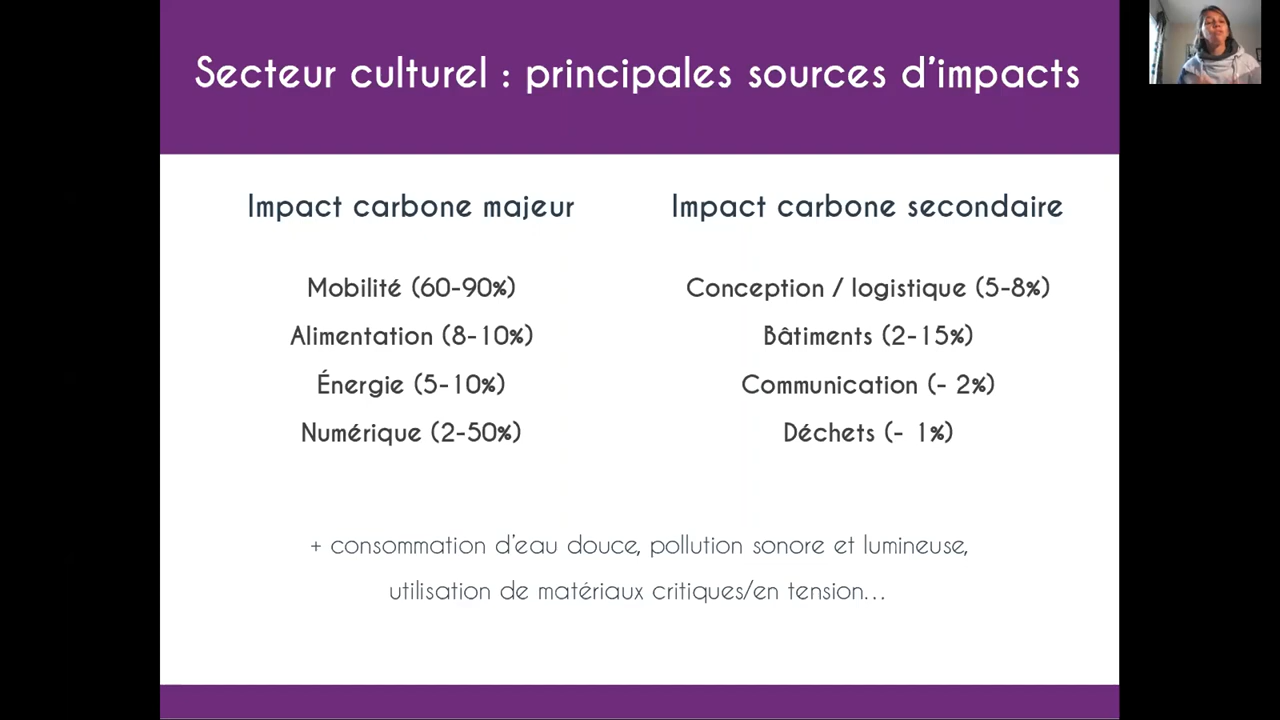 Secteur culturel : principales sources d'impacts
Impact carbone majeur
Mobilité (60-90%)
Alimentation (8-10%)
Énergie (5-10%)
Numérique (2-50%)
Impact carbone secondaire
Conception / logistique (5-8%)
Bâtiments (2-15%)
Communication (- 2%)
Déchets (- 1%)
+ consommation d'eau douce, pollution sonore et lumineuse,
utilisation de matériaux critiques/en tension...